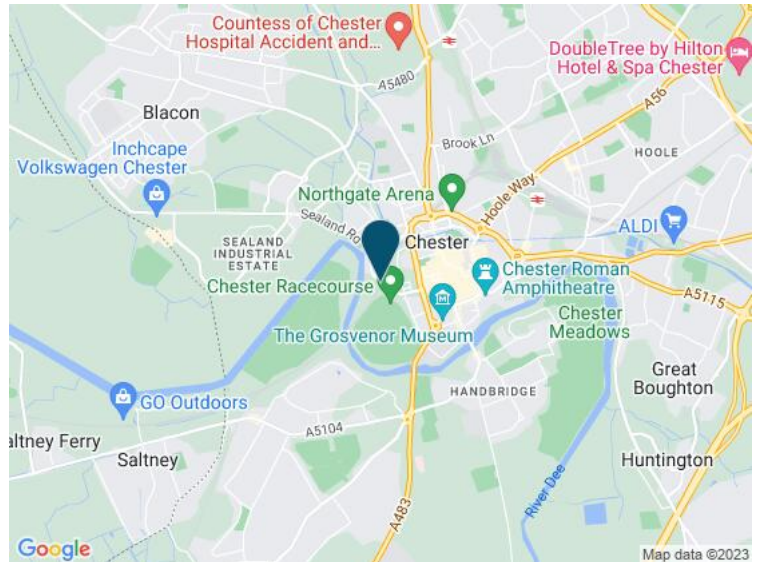 Countess of Chester
Hospital Accident and...
DoubleTree by Hilton
Hotel & Spa Chester
A5480
A56
Blacon
Brook Ln
HOOLE
Inchcape
Volkswagen Chester
Northgate Arena
Hoole Way
Sealand Rd
ALDI
SEALAND
INDUSTRIAL
ESTATE
Chester
Chester Racecourse
Chester Roman
Amphitheatre
A5115
The Grosvenor Museum
Chester
Meadows
Great
Boughton
HANDBRIDGE
GO Outdoors
A5104
altney Ferry
Saltney
Huntington
River Dee
A483
Google
Map data ©2023